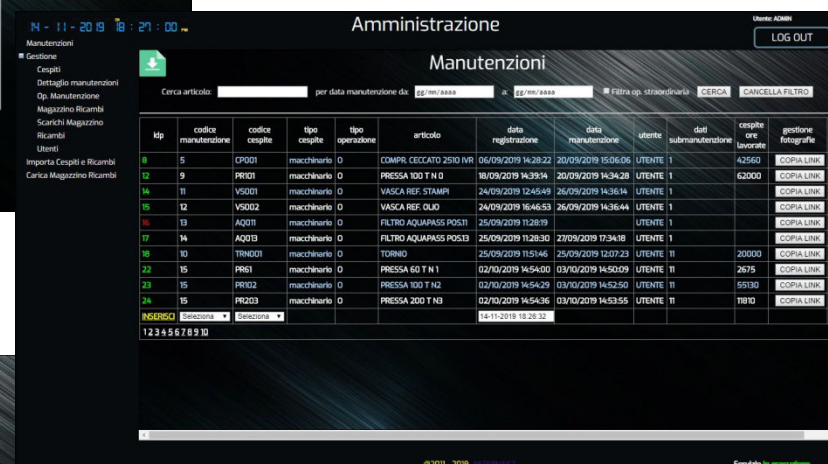 14 - 11 - 2019 18 : 27 : 00 PM
Amministrazione
Utente: ADMIN
LOG OUT
Manutenzioni
Gestione
Cespiti
Dettaglio manutenzioni
Op. Manutenzione
Magazzino Ricambi
Scarichi Magazzino
Ricambi
Utenti
Importa Cespiti e Ricambi
Carica Magazzino Ricambi
Manutenzioni
Cerca articolo: per data manutenzione da: gg/mm/aaaa a: gg/mm/aaaa Filtra op. straordinaria CERCA CANCELLA FILTRO
idp codice manutenzione codice cespite tipo cespite tipo operazione articolo data registrazione data manutenzione utente dati submanutenzione cespite ore lavorate gestione fotografie
8 5 CP001 macchinario 0 COMPR. CECCATO 2510 IVR 06/09/2019 14:28:22 20/09/2019 15:06:06 UTENTE 1 42560 COPIA LINK
12 9 PR101 macchinario 0 PRESSA 100 T N 0 18/09/2019 14:39:14 20/09/2019 14:34:28 UTENTE 1 62000 COPIA LINK
14 11 VS001 macchinario 0 VASCA REF. STAMPI 24/09/2019 12:45:49 26/09/2019 14:36:14 UTENTE 1 COPIA LINK
15 12 VS002 macchinario 0 VASCA REF. OLIO 24/09/2019 16:46:53 26/09/2019 14:36:44 UTENTE 1 COPIA LINK
16 13 AQ011 macchinario 0 FILTRO AQUAPASS POS.11 25/09/2019 11:28:19 UTENTE 1 COPIA LINK
17 14 AQ013 macchinario 0 FILTRO AQUAPASS POS.13 25/09/2019 11:28:30 27/09/2019 17:34:18 UTENTE 1 COPIA LINK
18 10 TRN001 macchinario 0 TORNIO 25/09/2019 11:51:46 25/09/2019 12:07:23 UTENTE 11 20000 COPIA LINK
22 15 PR61 macchinario 0 PRESSA 60 T N 1 02/10/2019 14:54:00 03/10/2019 14:50:09 UTENTE 11 2675 COPIA LINK
23 15 PR102 macchinario 0 PRESSA 100 T N2 02/10/2019 14:54:29 03/10/2019 14:52:50 UTENTE 11 55130 COPIA LINK
24 15 PR203 macchinario 0 PRESSA 200 T N3 02/10/2019 14:54:36 03/10/2019 14:53:55 UTENTE 11 11810 COPIA LINK
INSERISCI Seleziona Seleziona 14-11-2019 18:26:32
1 2 3 4 5 6 7 8 9 10
@2011 - 2019
Servizio